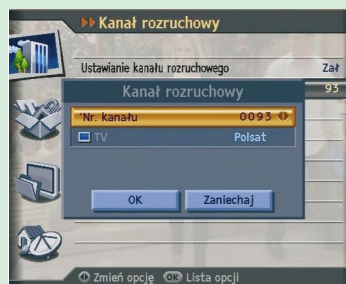 Kanał rozruchowy
Ustawianie kanału rozruchowego Zał
93
Kanał rozruchowy
'Nr. kanału 0093
TV Polsat
OK Zaniechaj
Zmień opcję OK Lista opcji